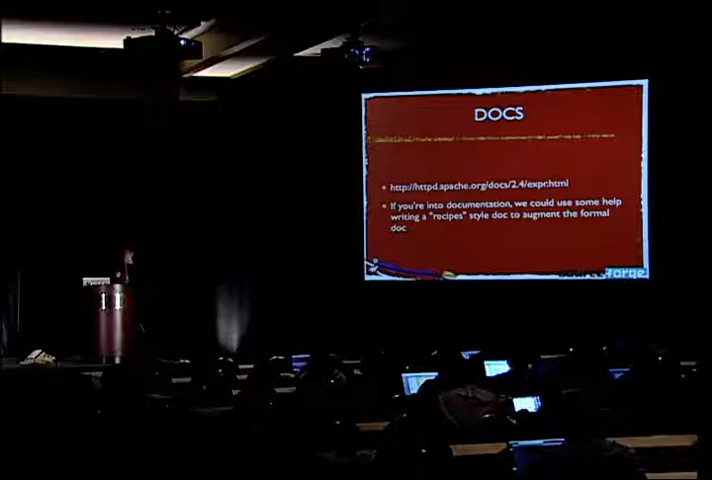 DOCS
http://httpd.apache.org/docs/2.4/expr.html
If you're into documentation, we could use some help
writing a "recipes" style doc to augment the formal
doc
sourceforge